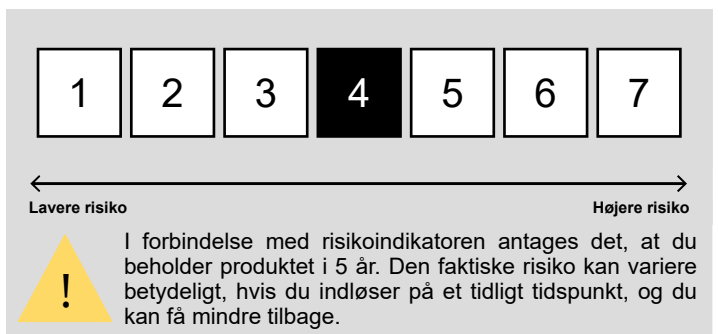 1 2 3 4 5 6 7
Lavere risiko Højere risiko
I forbindelse med risikoindikatoren antages det, at du
beholder produktet i 5 år. Den faktiske risiko kan variere
betydeligt, hvis du indløser på et tidligt tidspunkt, og du
kan få mindre tilbage.
!